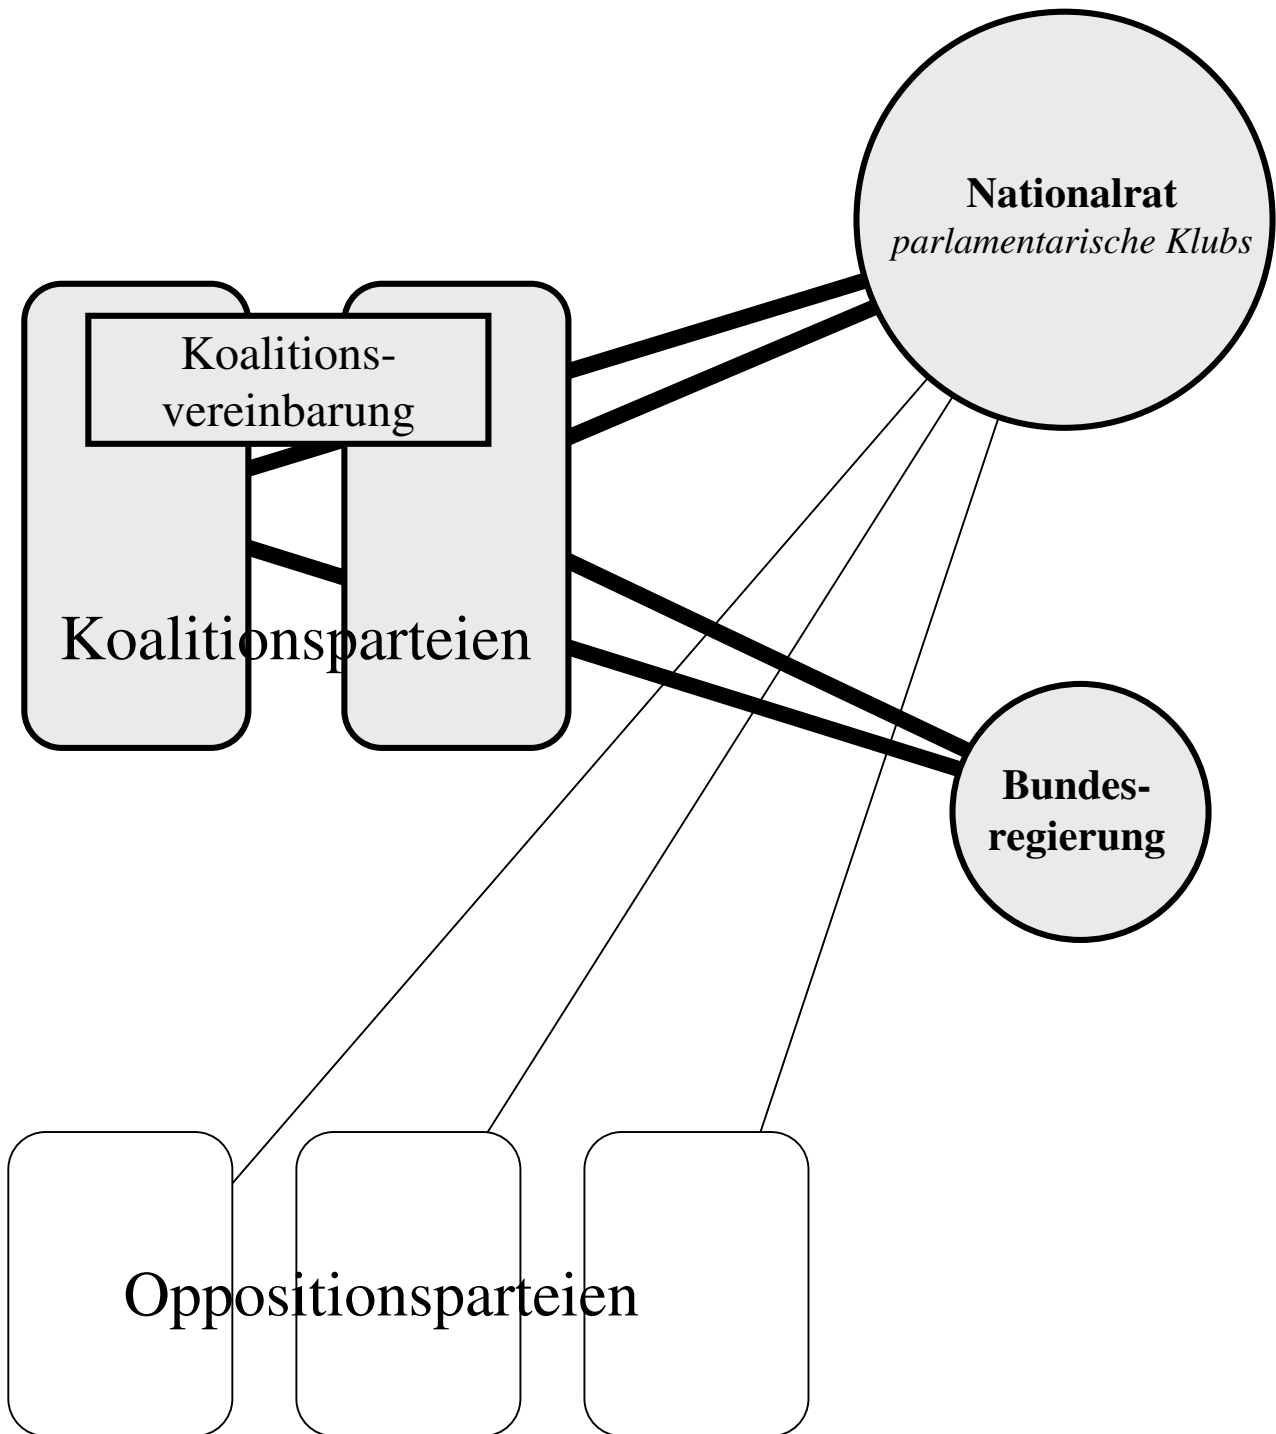 Nationalrat
parlamentarische Klubs
Koalitions-
vereinbarung
Koalitionsparteien
Bundes-
regierung
Oppositionsparteien